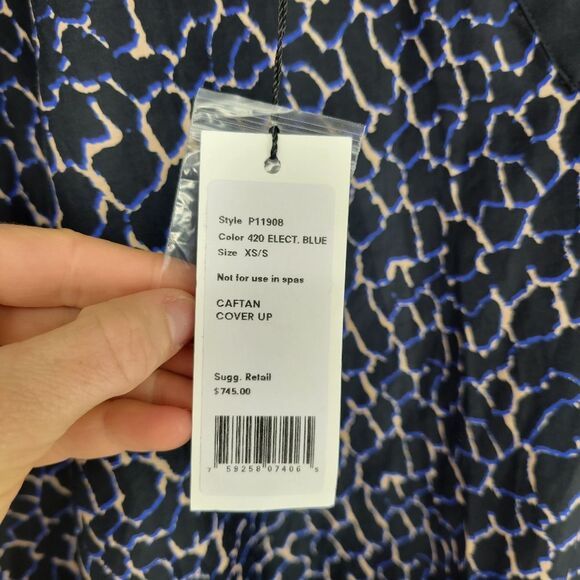 Style P11908
Color 420 ELECT. BLUE
Size XS/S
Not for use in spas
CAFTAN
COVER UP
Sugg. Retail
$745.00
7 59258 07406 5